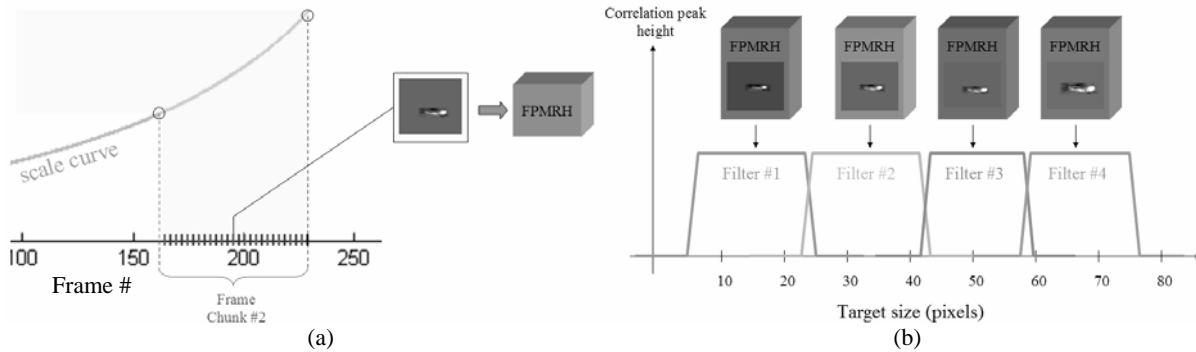 scale curve
FPMRH
100 150 200 250
Frame #
Frame
Chunk #2
(a)
Correlation peak
height
FPMRH FPMRH FPMRH FPMRH
Filter #1 Filter #2 Filter #3 Filter #4
10 20 30 40 50 60 70 80
Target size (pixels)
(b)